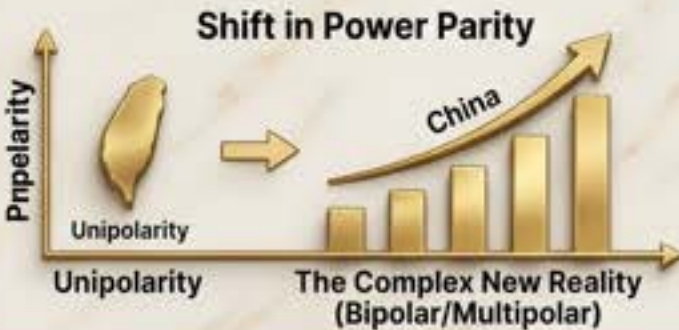 Shift in Power Parity
Pnpelarity
China
Unipolarity
Unipolarity
The Complex New Reality
(Bipolar/Multipolar)